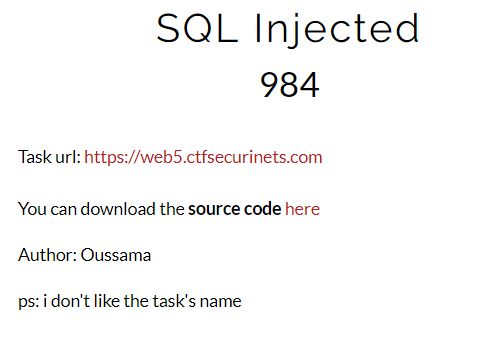 SQL Injected
984
Task url: https://web5.ctfsecurinets.com
You can download the source code here
Author: Oussama
ps: i don't like the task's name